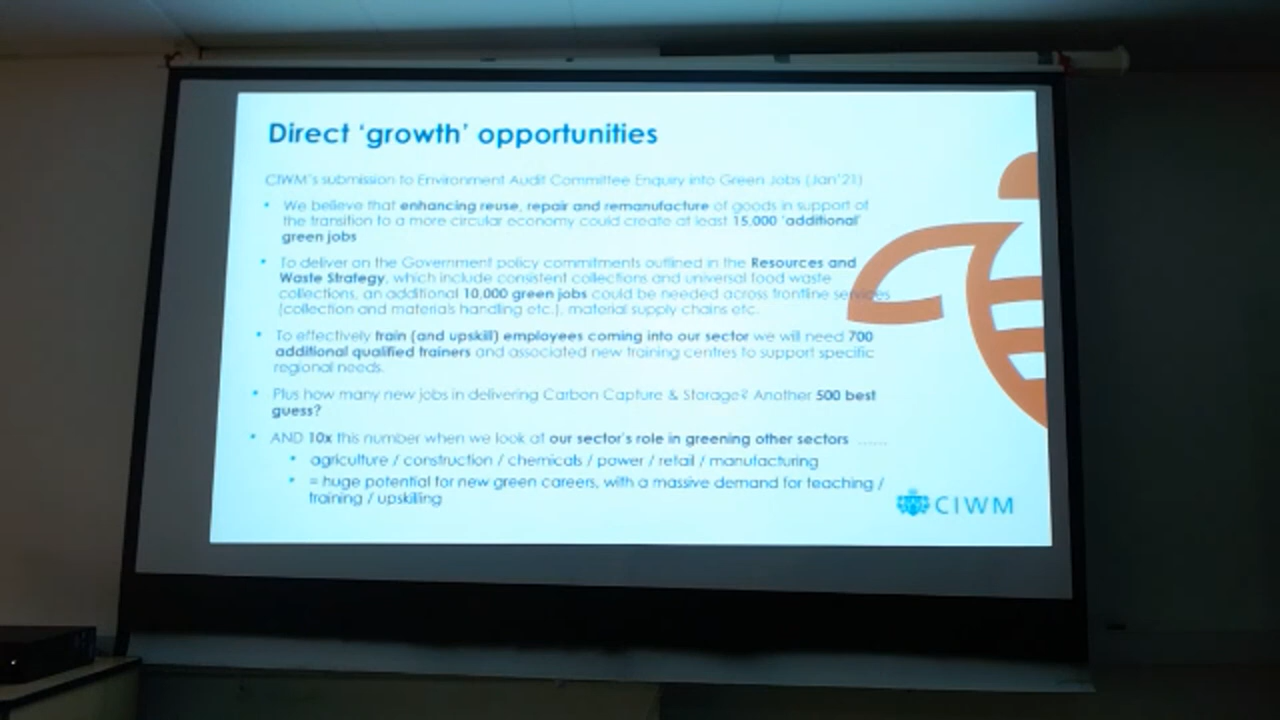 Direct ‘growth’ opportunities
CIWM's submission to Environment Audit Committee Enquiry into Green Jobs (Jan'21)
• We believe that enhancing reuse, repair and remanufacture of goods in support of
the transition to a more circular economy could create at least 15,000 'additional'
green jobs
• To deliver on the Government policy commitments outlined in the Resources and
Waste Strategy, which include consistent collections and universal food waste
collections, an additional 10,000 green jobs could be needed across frontline services
(collection and materials handling etc.), material supply chains etc.
• To effectively train (and upskill) employees coming into our sector we will need 700
additional qualified trainers and associated new training centres to support specific
regional needs.
• Plus how many new jobs in delivering Carbon Capture & Storage? Another 500 best
guess?
• AND 10x this number when we look at our sector's role in greening other sectors ......
• agriculture / construction / chemicals / power / retail / manufacturing
• = huge potential for new green careers, with a massive demand for teaching /
training / upskilling
CIWM